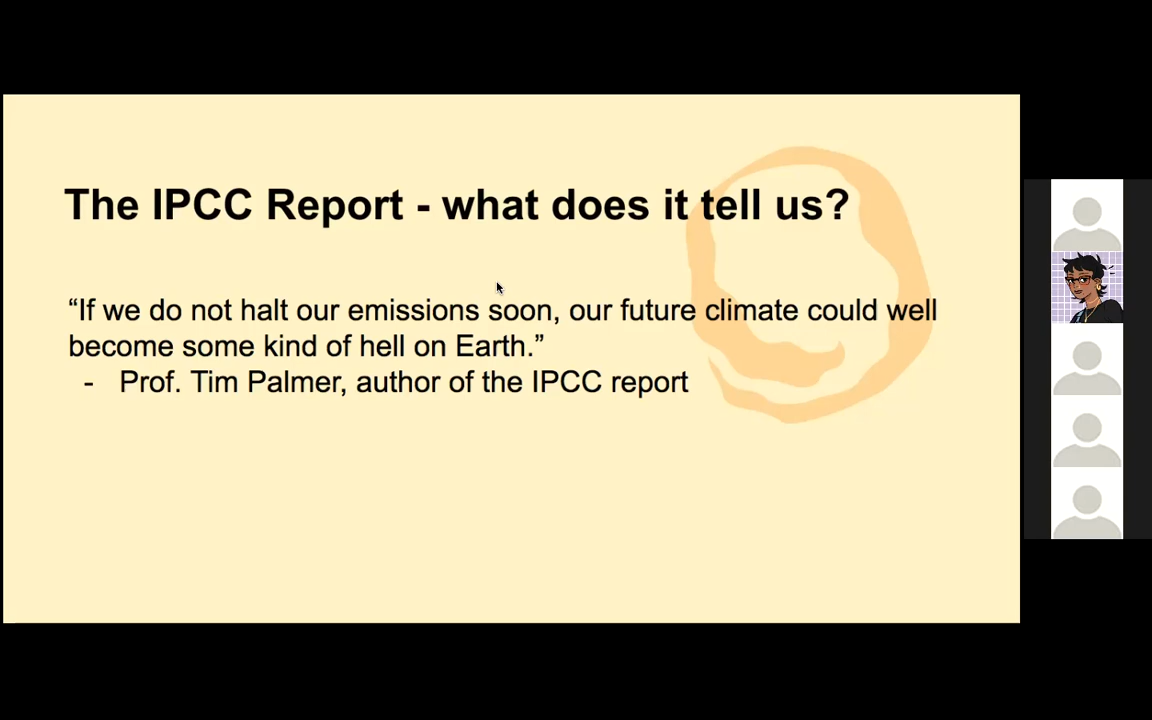 The IPCC Report - what does it tell us?
“If we do not halt our emissions soon, our future climate could well
become some kind of hell on Earth.”
- Prof. Tim Palmer, author of the IPCC report